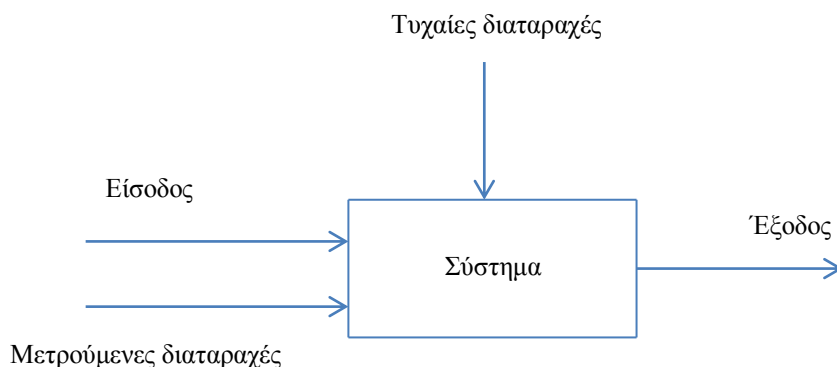 Τυχαίες διαταραχές
Είσοδος
Έξοδος
Σύστημα
Μετρούμενες διαταραχές